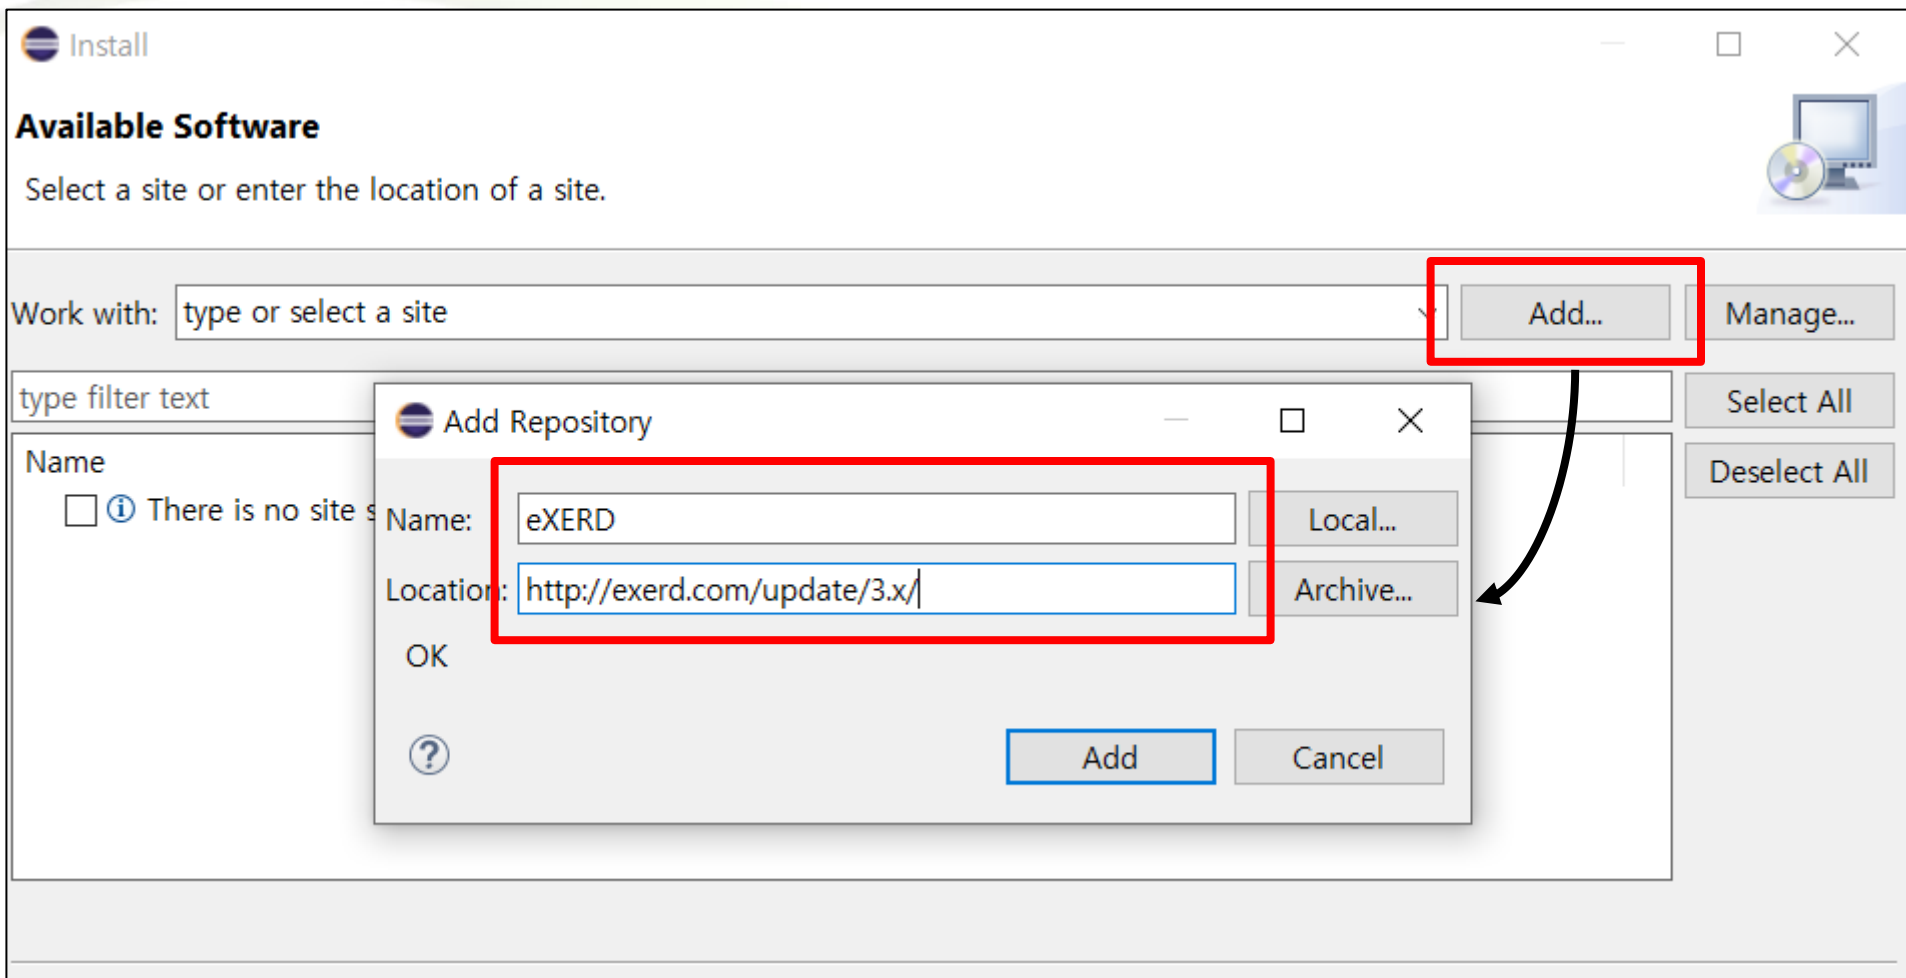 Install
Available Software
Select a site or enter the location of a site.
Work with: type or select a site Add... Manage...
type filter text Select All
Add Repository
Name Deselect All
There is no site s
Name: eXERD Local...
Location: http://exerd.com/update/3.x/ Archive...
OK
Add Cancel